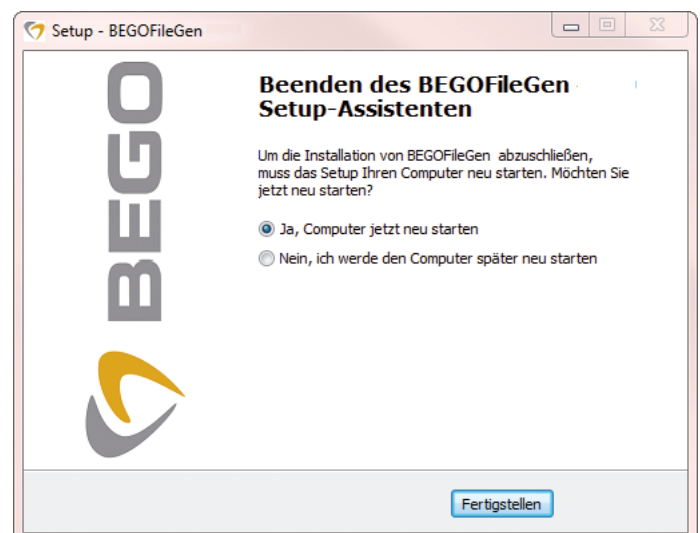 Setup - BEGOFileGen
BEGO
Beenden des BEGOFileGen
Setup-Assistenten
Um die Installation von BEGOFileGen abzuschließen,
muss das Setup Ihren Computer neu starten. Möchten Sie
jetzt neu starten?
Ja, Computer jetzt neu starten
Nein, ich werde den Computer später neu starten
Fertigstellen